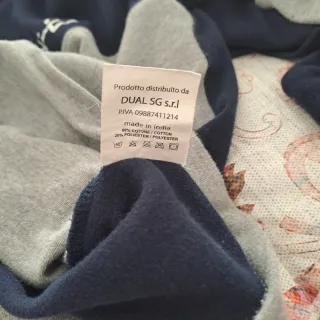 Prodotto distribuito da
DUAL SG s.r.l
P.IVA 09887411214
made in india
80% COTONE / COTTON
20% POLIESTERE / POLYESTER